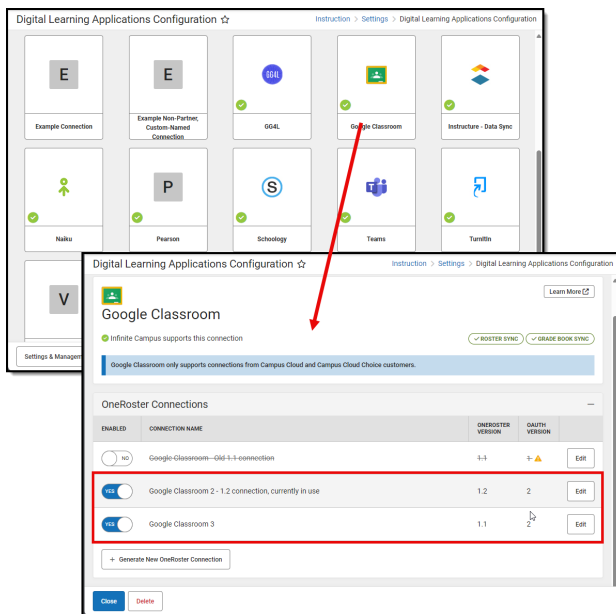 Digital Learning Applications Configuration ☆
Instruction > Settings > Digital Learning Applications Configuration
E
E
GG4L
Example Connection
Example Non-Partner,
Custom-Named
Connection
GG4L
Google Classroom
Instructure - Data Sync
P
S
Naiku
Pearson
Schoology
Teams
Turnitin
V
Settings & Managem
Digital Learning Applications Configuration ☆
Instruction > Settings > Digital Learning Applications Configuration
Learn More
Google Classroom
Infinite Campus supports this connection
ROSTER SYNC
GRADE BOOK SYNC
Google Classroom only supports connections from Campus Cloud and Campus Cloud Choice customers.
OneRoster Connections
ENABLED CONNECTION NAME ONEROSTER VERSION OAUTH VERSION
NO Google Classroom - Old 1.1 connection 1.1 1 Edit
YES Google Classroom 2 - 1.2 connection, currently in use 1.2 2 Edit
YES Google Classroom 3 1.1 2 Edit
+ Generate New OneRoster Connection
Close Delete